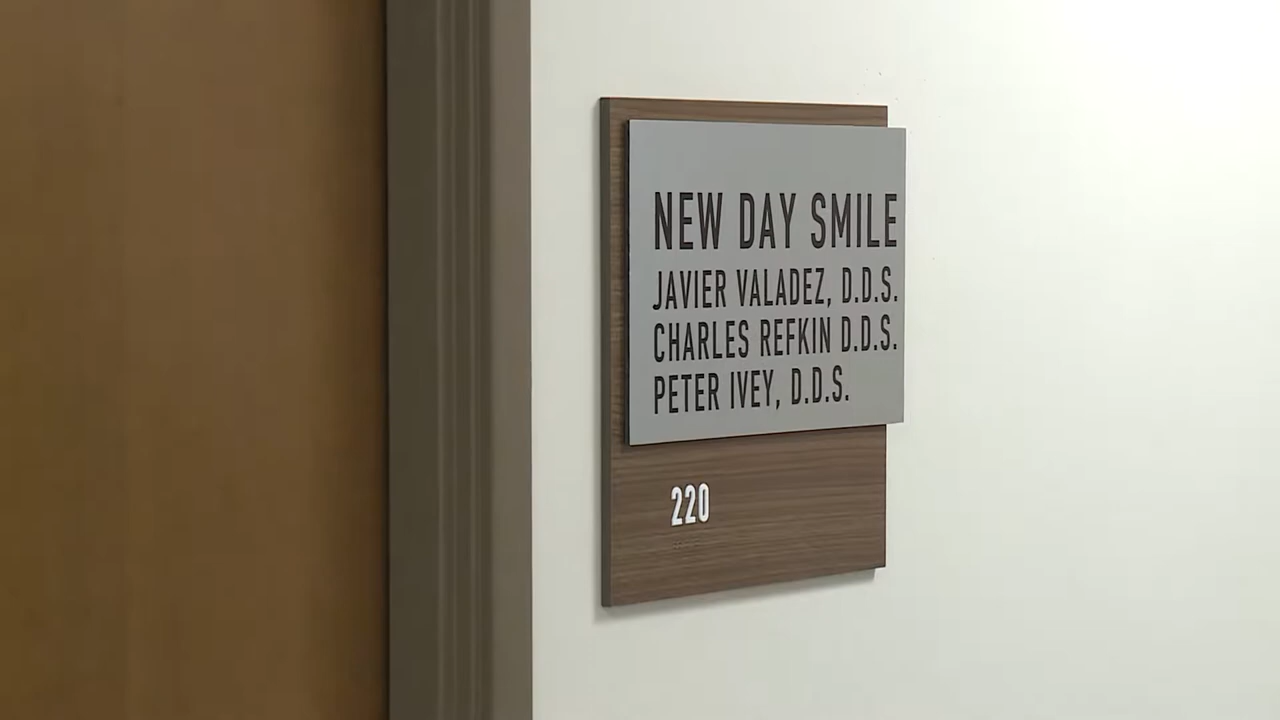 NEW DAY SMILE
JAVIER VALADEZ, D.D.S.
CHARLES REFKIN D.D.S.
PETER IVEY, D.D.S.
220